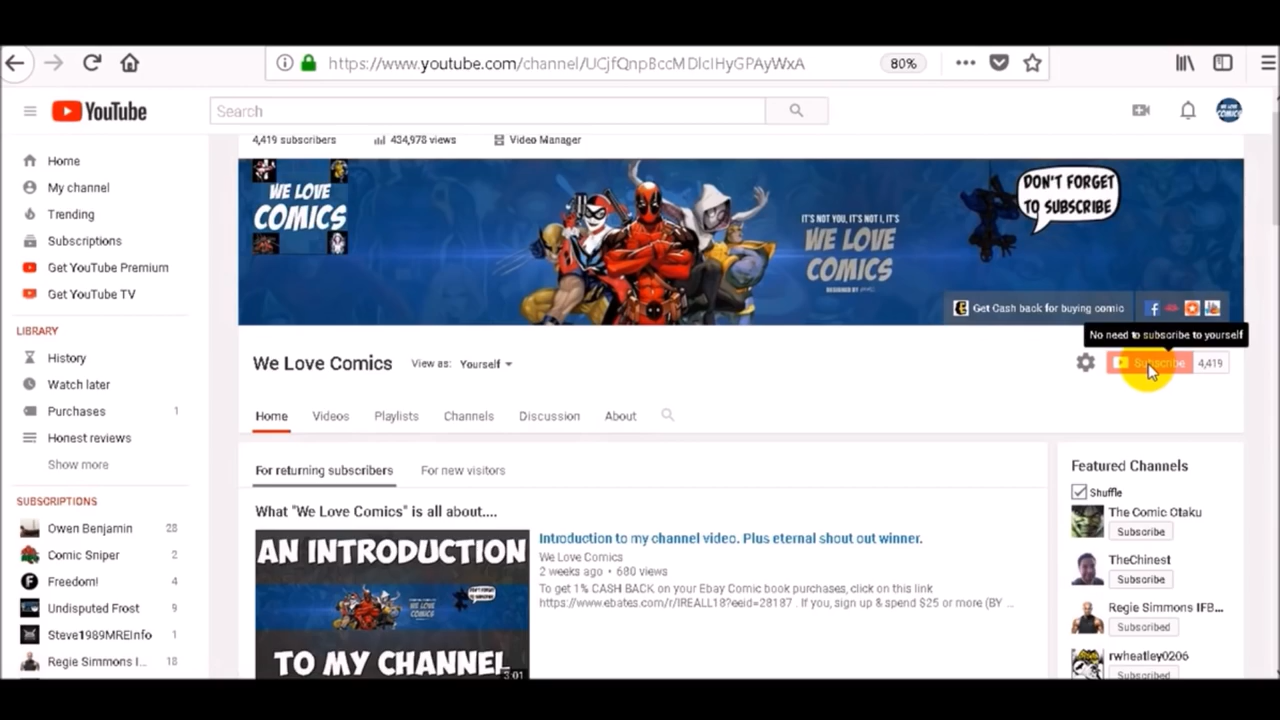 https://www.youtube.com/channel/UCjfQnpBccMDlcIHyGPAyWxA
80%
YouTube
Search
WE LOVE COMICS
4,419 subscribers
434,978 views
Video Manager
Home
My channel
Trending
Subscriptions
Get YouTube Premium
Get YouTube TV
LIBRARY
History
Watch later
Purchases 1
Honest reviews
Show more
SUBSCRIPTIONS
Owen Benjamin 28
Comic Sniper 2
Freedom! 4
Undisputed Frost 9
Steve1989MREInfo 1
Regie Simmons I... 18
WE LOVE
COMICS
IT'S NOT YOU, IT'S NOT I, IT'S
WE LOVE
COMICS
DESIGNED BY
DON'T FORGET
TO SUBSCRIBE
Get Cash back for buying comic
No need to subscribe to yourself
We Love Comics
View as: Yourself
Subscribe 4,419
Home
Videos
Playlists
Channels
Discussion
About
For returning subscribers
For new visitors
What "We Love Comics" is all about....
AN INTRODUCTION
TO MY CHANNEL
3:01
Introduction to my channel video. Plus eternal shout out winner.
We Love Comics
2 weeks ago • 680 views
To get 1% CASH BACK on your Ebay Comic book purchases, click on this link
https://www.ebates.com/r/IREALL18?eeid=28187 . If you, sign up & spend $25 or more (BY ...
Featured Channels
Shuffle
The Comic Otaku
Subscribe
TheChinest
Subscribe
Regie Simmons IFB...
Subscribed
rwheatley0206
Subscribed